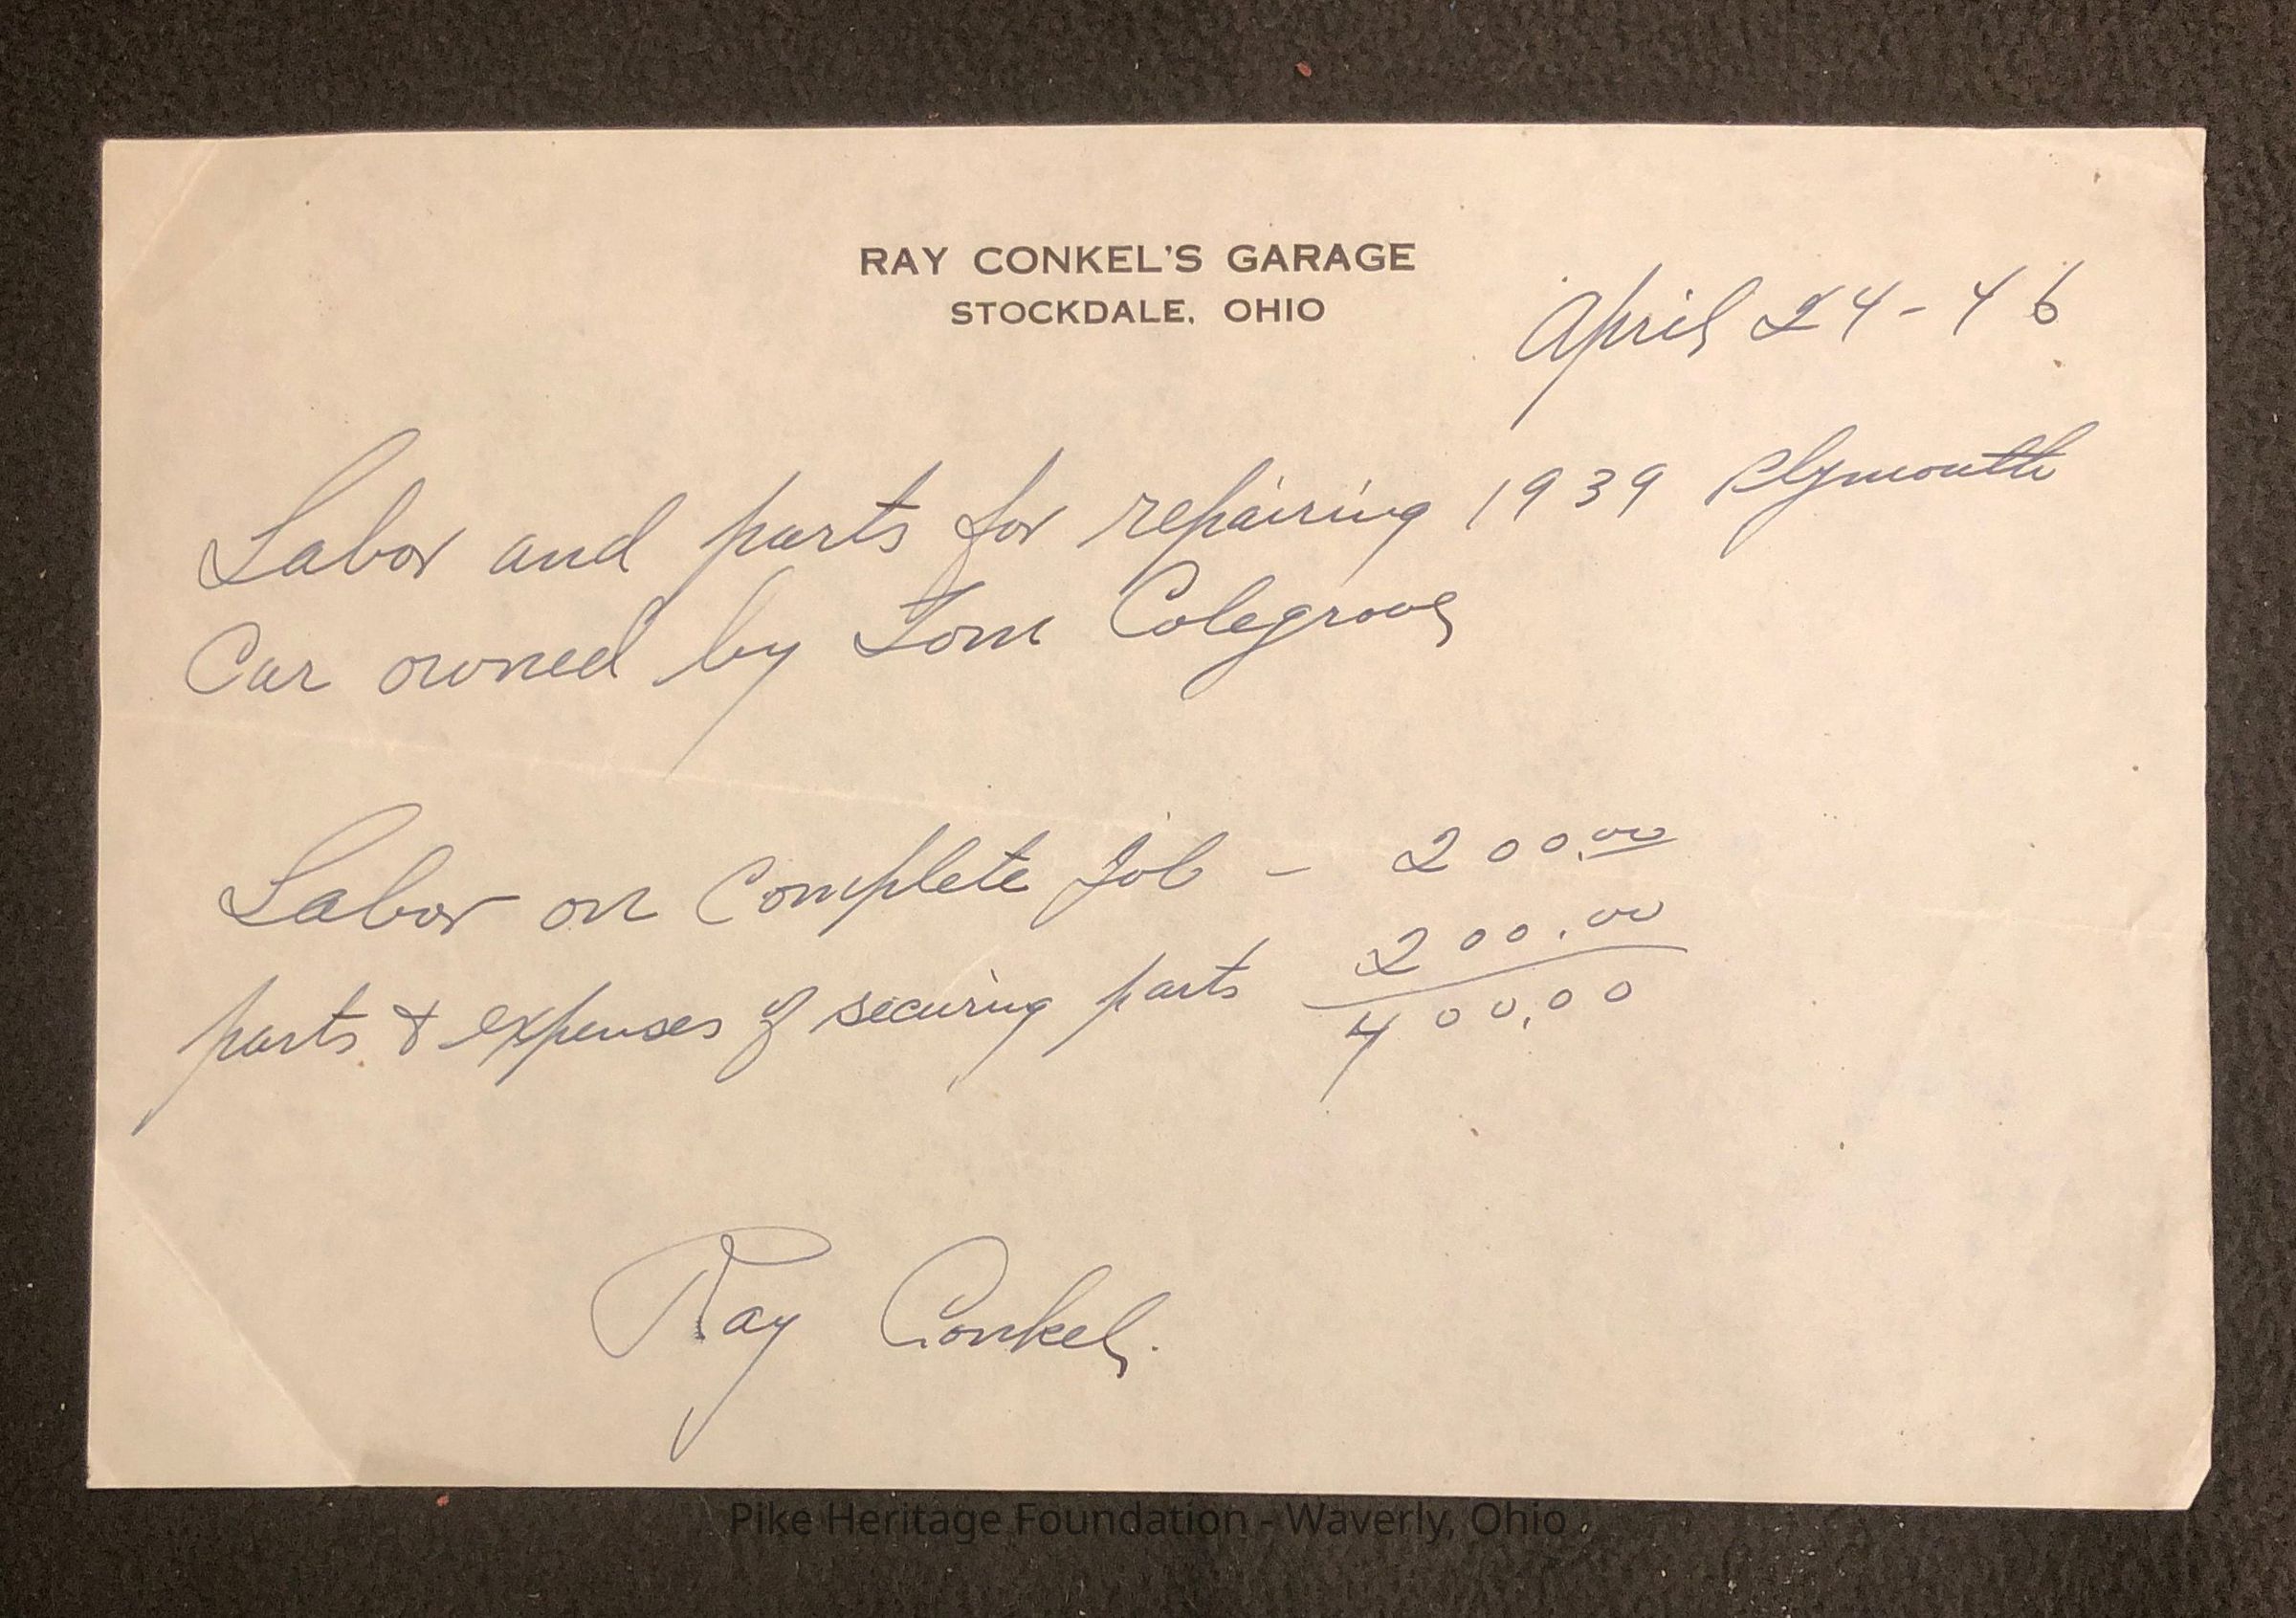 RAY CONKEL'S GARAGE
STOCKDALE, OHIO
April 24-46
Labor and parts for repairing 1939 Plymouth
Car owned by Tom Colegrove
Labor on Complete Job - 200.00
200.00
parts & expenses of securing parts
400.00
Ray Conkel.
Pike Heritage Foundation - Waverly, Ohio